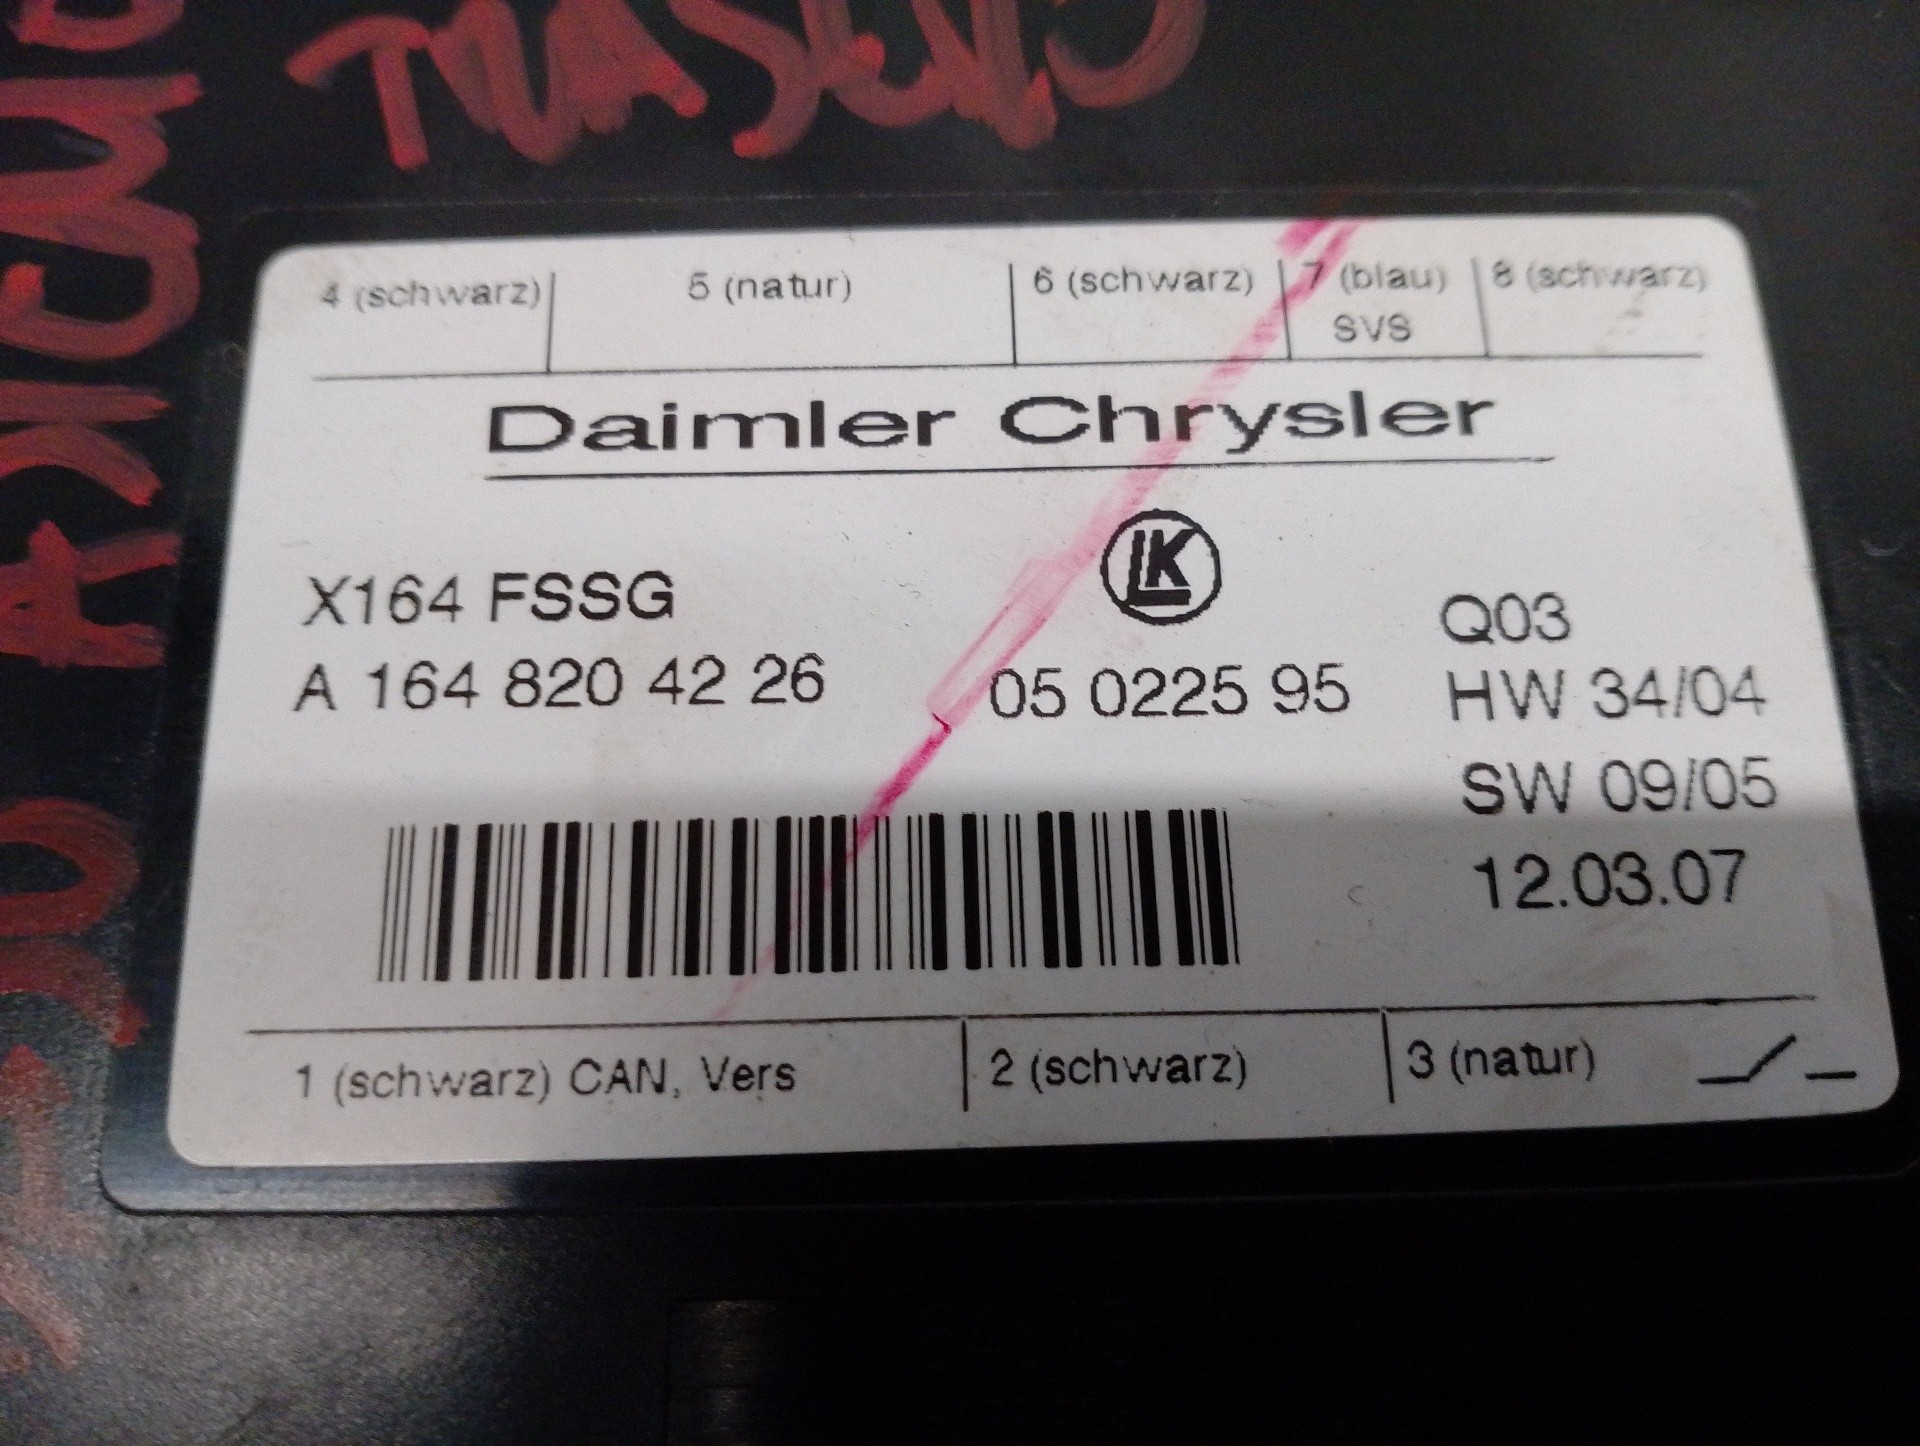 TRASEVO
4 (schwarz) 5 (natur) 6 (schwarz) 7 (blau) 8 (schwarz)
SVS
Daimler Chrysler
LK
X164 FSSG Q03
A 164 820 42 26 05 0225 95 HW 34/04
SW 09/05
12.03.07
1 (schwarz) CAN, Vers 2 (schwarz) 3 (natur)